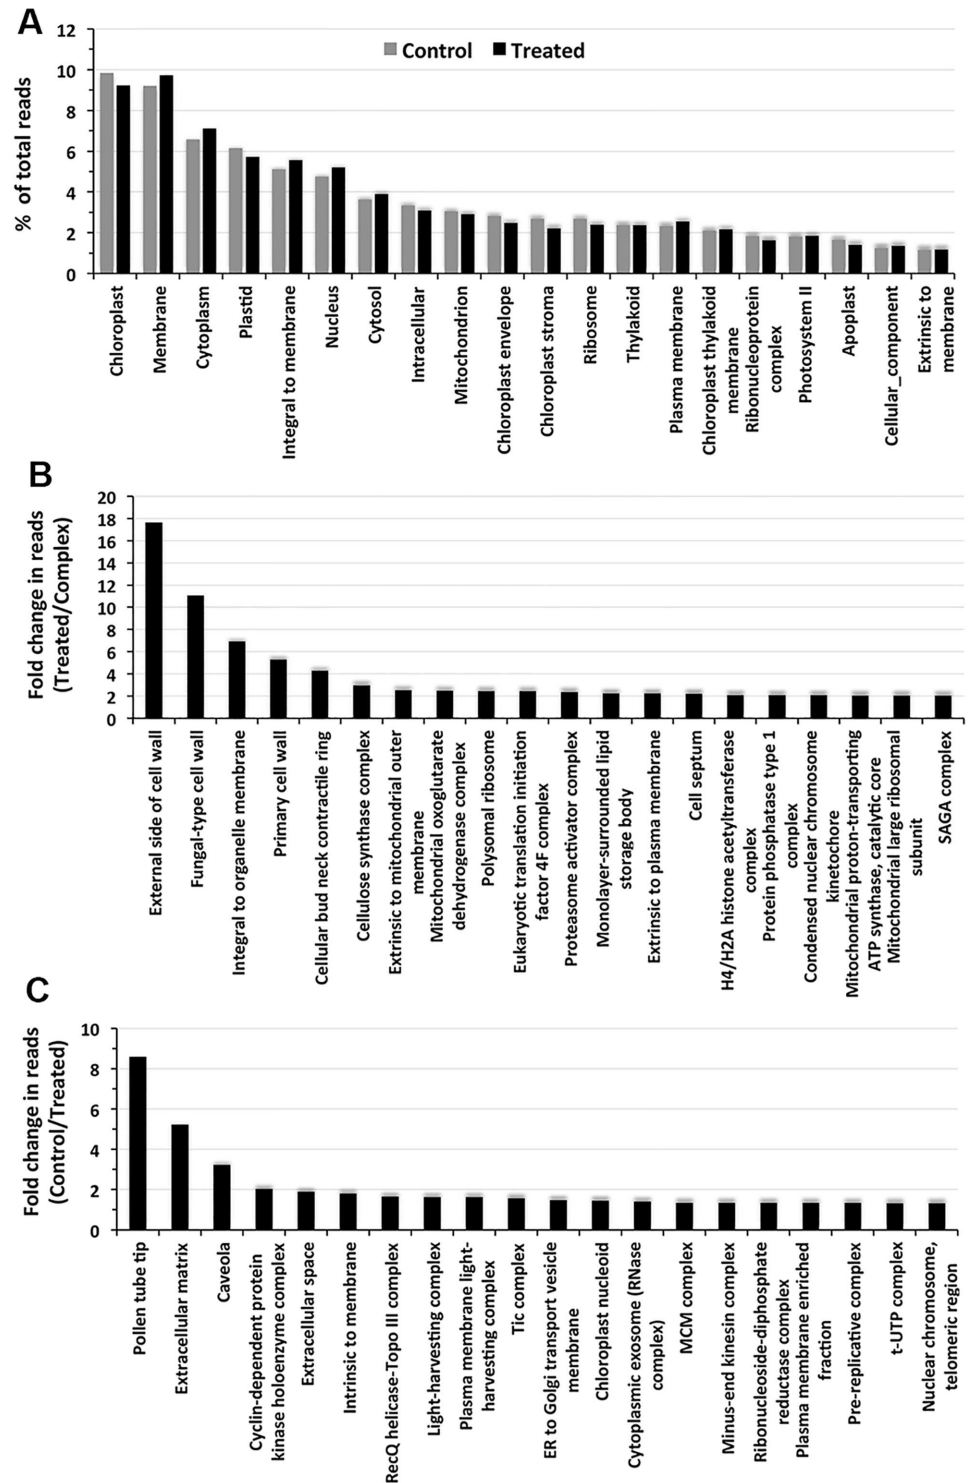 A
12
10
8
6
4
2
0
% of total reads
Control
Treated
Chloroplast
Membrane
Cytoplasm
Plastid
Integral to membrane
Nucleus
Cytosol
Intracellular
Mitochondrion
Chloroplast envelope
Chloroplast stroma
Ribosome
Thylakoid
Plasma membrane
Chloroplast thylakoid
membrane
Ribonucleoprotein
complex
Photosystem II
Apoplast
Cellular_component
Extrinsic to
membrane
B
20
18
16
14
12
10
8
6
4
2
0
Fold change in reads
(Treated/Complex)
External side of cell wall
Fungal-type cell wall
Integral to organelle membrane
Primary cell wall
Cellular bud neck contractile ring
Cellulose synthase complex
Extrinsic to mitochondrial outer
membrane
Mitochondrial oxoglutarate
dehydrogenase complex
Polysomal ribosome
Eukaryotic translation initiation
factor 4F complex
Proteasome activator complex
Monolayer-surrounded lipid
storage body
Extrinsic to plasma membrane
Cell septum
H4/H2A histone acetyltransferase
complex
Protein phosphatase type 1
complex
Condensed nuclear chromosome
kinetochore
Mitochondrial proton-transporting
ATP synthase, catalytic core
Mitochondrial large ribosomal
subunit
SAGA complex
C
10
8
6
4
2
0
Fold change in reads
(Control/Treated)
Pollen tube tip
Extracellular matrix
Caveola
Cyclin-dependent protein
kinase holoenzyme complex
Extracellular space
Intrinsic to membrane
RecQ helicase-Topo III complex
Light-harvesting complex
Plasma membrane light-
harvesting complex
Tic complex
ER to Golgi transport vesicle
membrane
Chloroplast nucleoid
Cytoplasmic exosome (RNase
complex)
MCM complex
Minus-end kinesin complex
Ribonucleoside-diphosphate
reductase complex
Plasma membrane enriched
fraction
Pre-replicative complex
t-UTP complex
Nuclear chromosome,
telomeric region